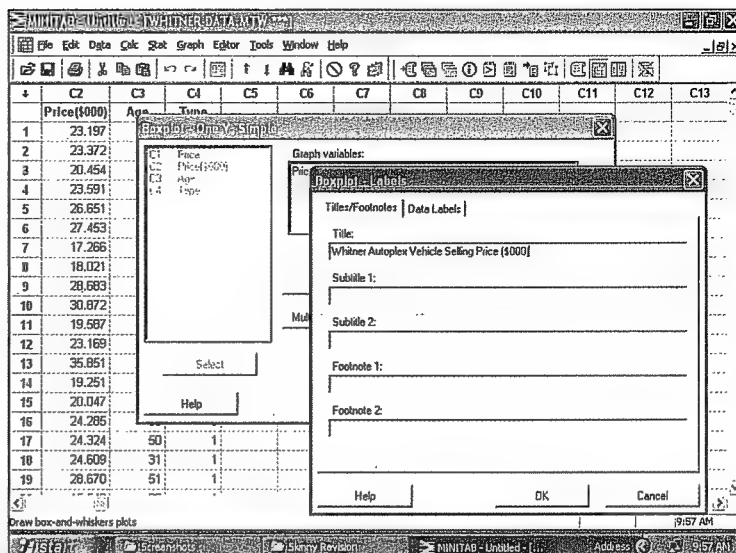 MINITAB - Untitled - [WHITNER-DATA.MTW ***]
File Edit Data Calc Stat Graph Editor Tools Window Help
C2 C3 C4 C5 C6 C7 C8 C9 C10 C11 C12 C13
Price($000) Age Type
1 23.197
2 23.372
3 20.454
4 23.591
5 26.651
6 27.453
7 17.266
8 18.021
9 28.683
10 30.872
11 19.587
12 23.169
13 35.851
14 19.251
15 20.047
16 24.285
17 24.324 50 1
18 24.609 31 1
19 28.670 51 1
Boxplot - One Y, Simple
C1 Price
C2 Price($000)
C3 Age
C4 Type
Graph variables:
Select
Help
Boxplot - Labels
Titles/Footnotes Data Labels
Title:
Whitner Autoplex Vehicle Selling Price ($000
Subtitle 1:
Subtitle 2:
Footnote 1:
Footnote 2:
Help OK Cancel
Draw box-and-whiskers plots 9:57 AM
start Screenshots Skinny Revision MINITAB - Untitled - Address 9:57 AM